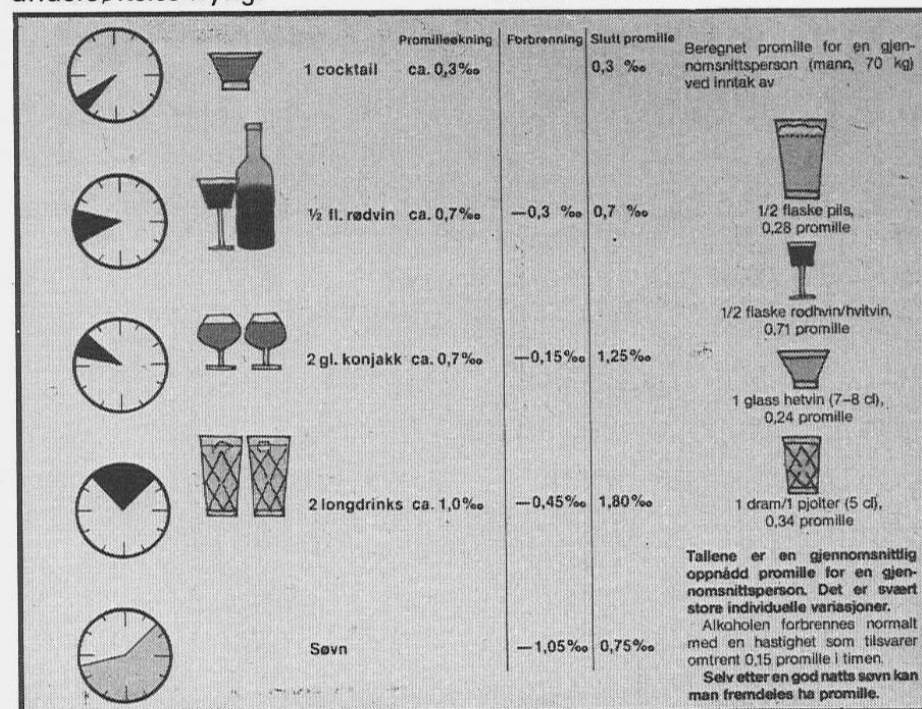 Promilleøkning Forbrenning Slutt promille
1 cocktail ca. 0,3‰ 0,3 ‰
½ fl. rødvin ca. 0,7‰ —0,3 ‰ 0,7 ‰
2 gl. konjakk ca. 0,7‰ —0,15‰ 1,25‰
2 longdrinks ca. 1,0‰ —0,45‰ 1,80‰
Søvn —1,05‰ 0,75‰
Beregnet promille for en gjen-
nomsnittsperson (mann, 70 kg)
ved inntak av
1/2 flaske pils,
0,28 promille
1/2 flaske rødhvin/hvitvin,
0,71 promille
1 glass hetvin (7–8 cl),
0,24 promille
1 dram/1 pjolter (5 cl),
0,34 promille
Tallene er en gjennomsnittlig
oppnådd promille for en gjen-
nomsnittsperson. Det er svært
store individuelle variasjoner.
Alkoholen forbrennes normalt
med en hastighet som tilsvarer
omtrent 0,15 promille i timen.
Selv etter en god natts søvn kan
man fremdeles ha promille.